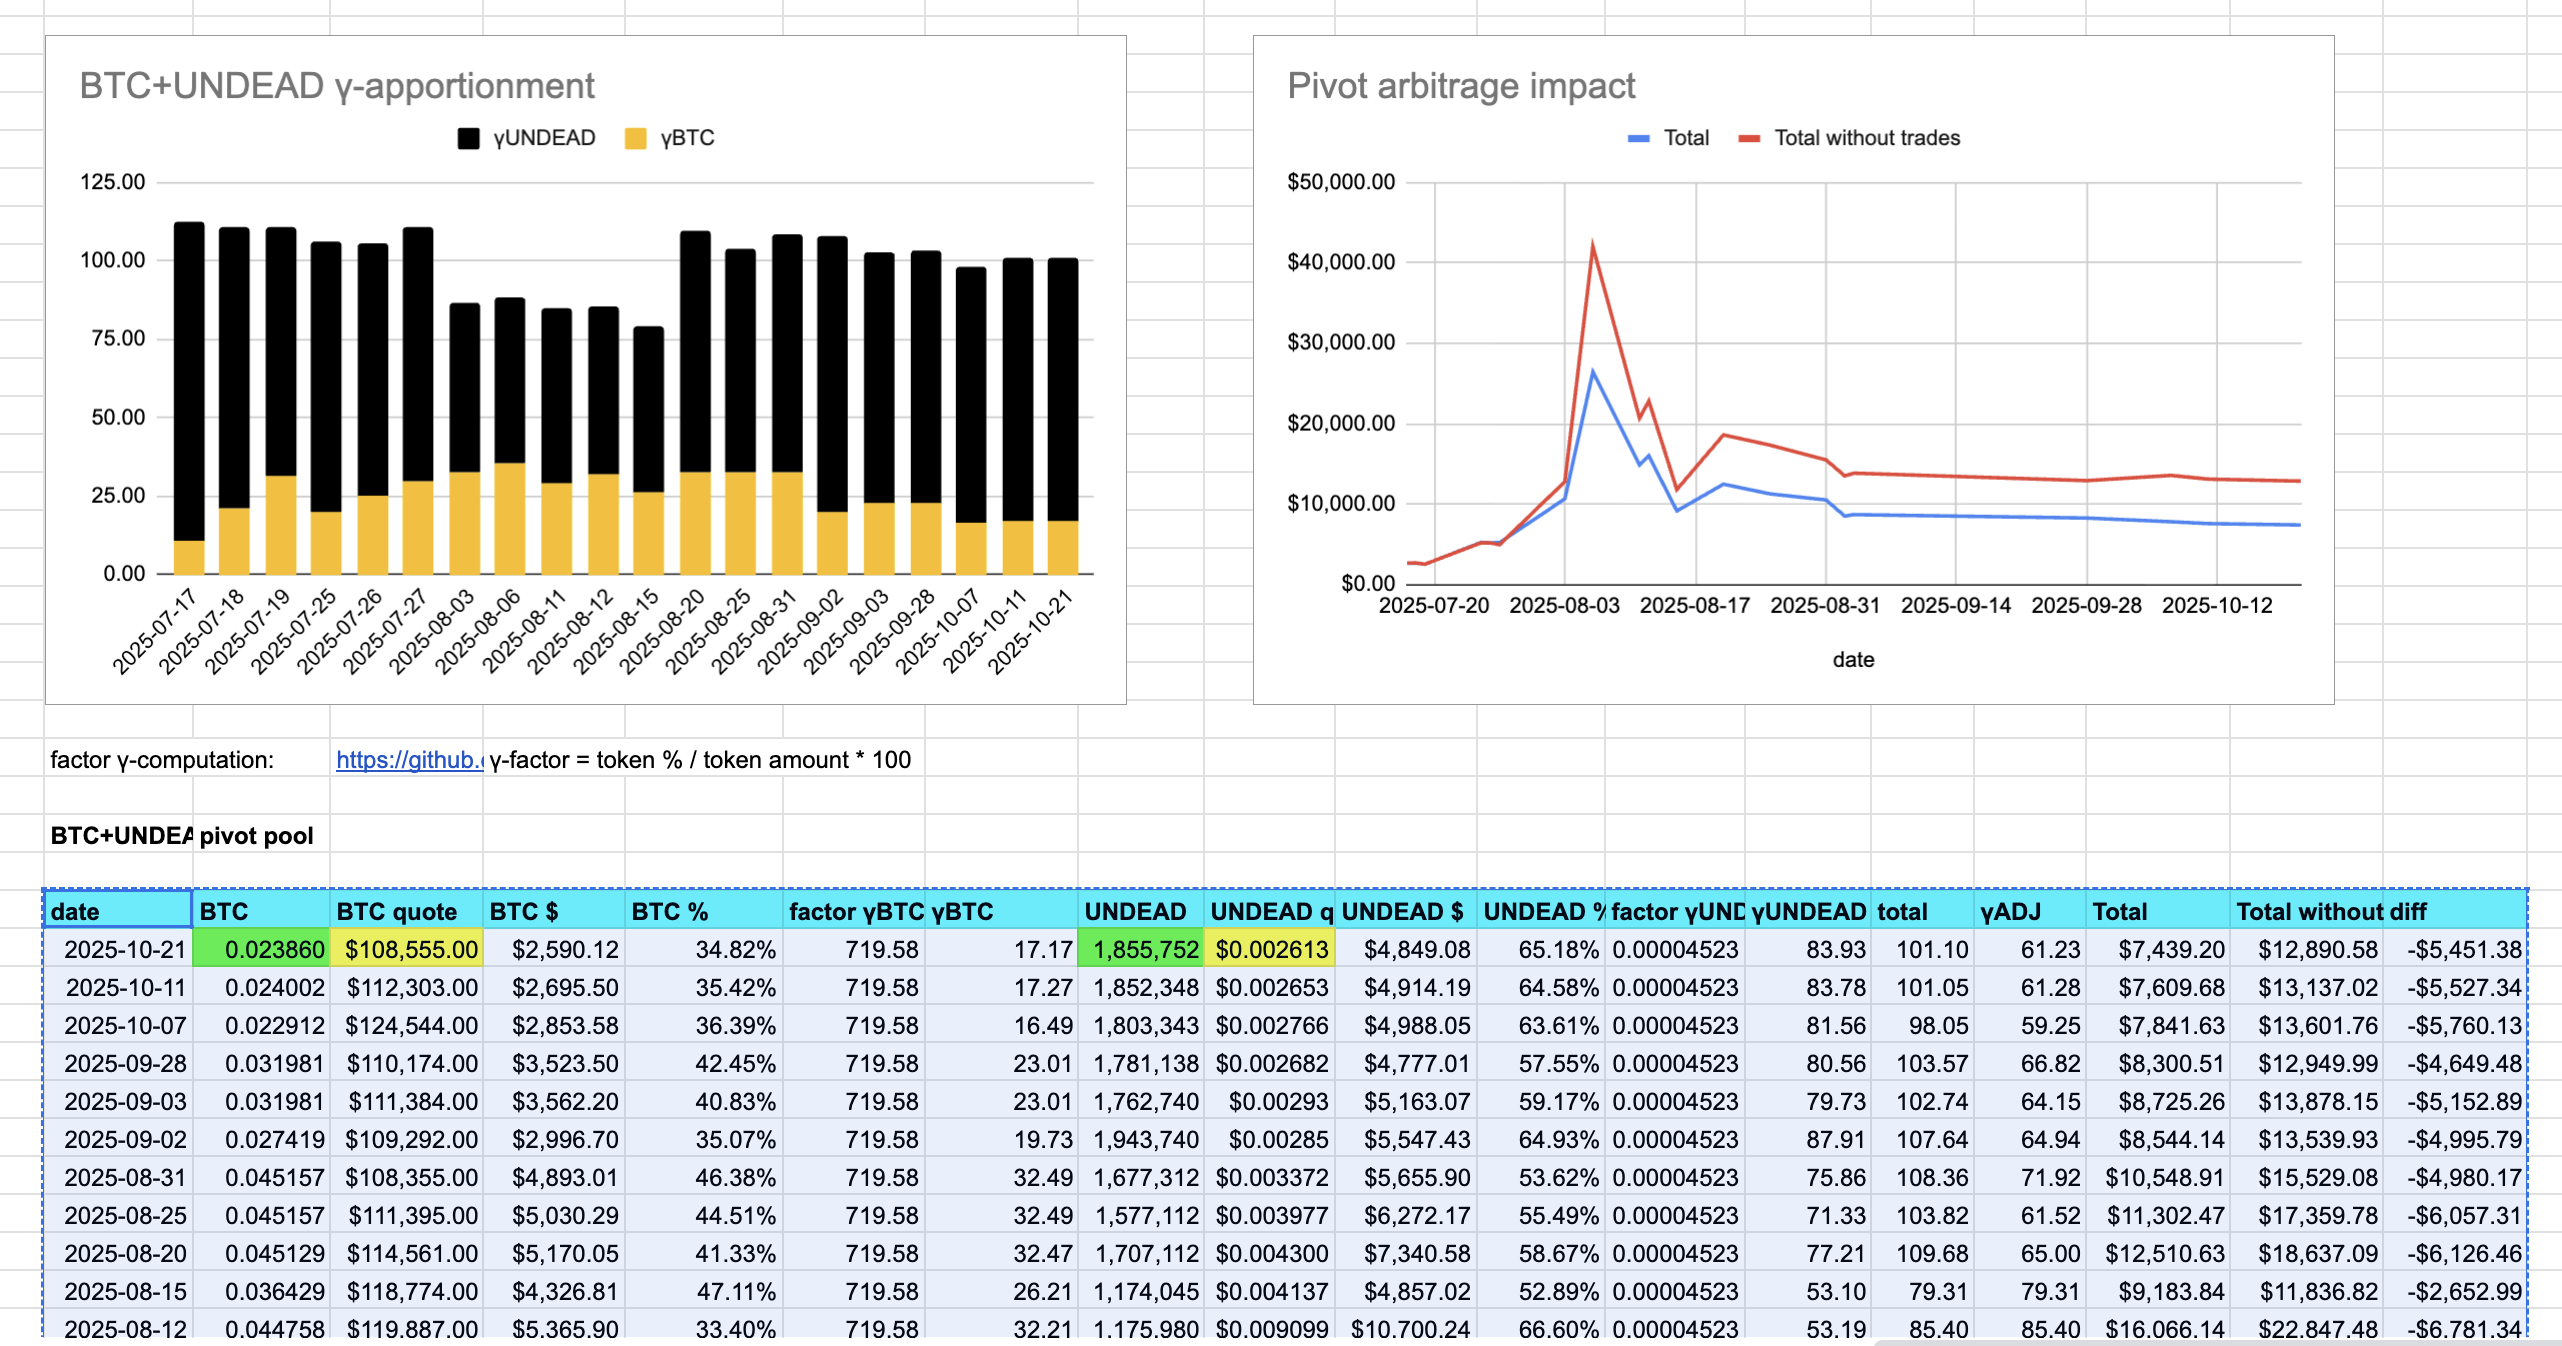 BTC+UNDEAD γ-apportionment
γUNDEAD γBTC
125.00
100.00
75.00
50.00
25.00
0.00
2025-07-17 2025-07-18 2025-07-19 2025-07-25 2025-07-26 2025-07-27 2025-08-03 2025-08-06 2025-08-11 2025-08-12 2025-08-15 2025-08-20 2025-08-25 2025-08-31 2025-09-02 2025-09-03 2025-09-28 2025-10-07 2025-10-11 2025-10-21
Pivot arbitrage impact
Total Total without trades
$50,000.00
$40,000.00
$30,000.00
$20,000.00
$10,000.00
$0.00
2025-07-20 2025-08-03 2025-08-17 2025-08-31 2025-09-14 2025-09-28 2025-10-12
date
factor γ-computation: https://github.c γ-factor = token % / token amount * 100
BTC+UNDEA pivot pool
date BTC BTC quote BTC $ BTC % factor γBTC γBTC UNDEAD UNDEAD q UNDEAD $ UNDEAD % factor γUND γUNDEAD total γADJ Total Total without diff
2025-10-21 0.023860 $108,555.00 $2,590.12 34.82% 719.58 17.17 1,855,752 $0.002613 $4,849.08 65.18% 0.00004523 83.93 101.10 61.23 $7,439.20 $12,890.58 -$5,451.38
2025-10-11 0.024002 $112,303.00 $2,695.50 35.42% 719.58 17.27 1,852,348 $0.002653 $4,914.19 64.58% 0.00004523 83.78 101.05 61.28 $7,609.68 $13,137.02 -$5,527.34
2025-10-07 0.022912 $124,544.00 $2,853.58 36.39% 719.58 16.49 1,803,343 $0.002766 $4,988.05 63.61% 0.00004523 81.56 98.05 59.25 $7,841.63 $13,601.76 -$5,760.13
2025-09-28 0.031981 $110,174.00 $3,523.50 42.45% 719.58 23.01 1,781,138 $0.002682 $4,777.01 57.55% 0.00004523 80.56 103.57 66.82 $8,300.51 $12,949.99 -$4,649.48
2025-09-03 0.031981 $111,384.00 $3,562.20 40.83% 719.58 23.01 1,762,740 $0.00293 $5,163.07 59.17% 0.00004523 79.73 102.74 64.15 $8,725.26 $13,878.15 -$5,152.89
2025-09-02 0.027419 $109,292.00 $2,996.70 35.07% 719.58 19.73 1,943,740 $0.00285 $5,547.43 64.93% 0.00004523 87.91 107.64 64.94 $8,544.14 $13,539.93 -$4,995.79
2025-08-31 0.045157 $108,355.00 $4,893.01 46.38% 719.58 32.49 1,677,312 $0.003372 $5,655.90 53.62% 0.00004523 75.86 108.36 71.92 $10,548.91 $15,529.08 -$4,980.17
2025-08-25 0.045157 $111,395.00 $5,030.29 44.51% 719.58 32.49 1,577,112 $0.003977 $6,272.17 55.49% 0.00004523 71.33 103.82 61.52 $11,302.47 $17,359.78 -$6,057.31
2025-08-20 0.045129 $114,561.00 $5,170.05 41.33% 719.58 32.47 1,707,112 $0.004300 $7,340.58 58.67% 0.00004523 77.21 109.68 65.00 $12,510.63 $18,637.09 -$6,126.46
2025-08-15 0.036429 $118,774.00 $4,326.81 47.11% 719.58 26.21 1,174,045 $0.004137 $4,857.02 52.89% 0.00004523 53.10 79.31 79.31 $9,183.84 $11,836.82 -$2,652.99
2025-08-12 0.044758 $119,887.00 $5,365.90 33.40% 719.58 32.21 1,175,980 $0.009099 $10,700.24 66.60% 0.00004523 53.19 85.40 85.40 $16,066.14 $22,847.48 -$6,781.34